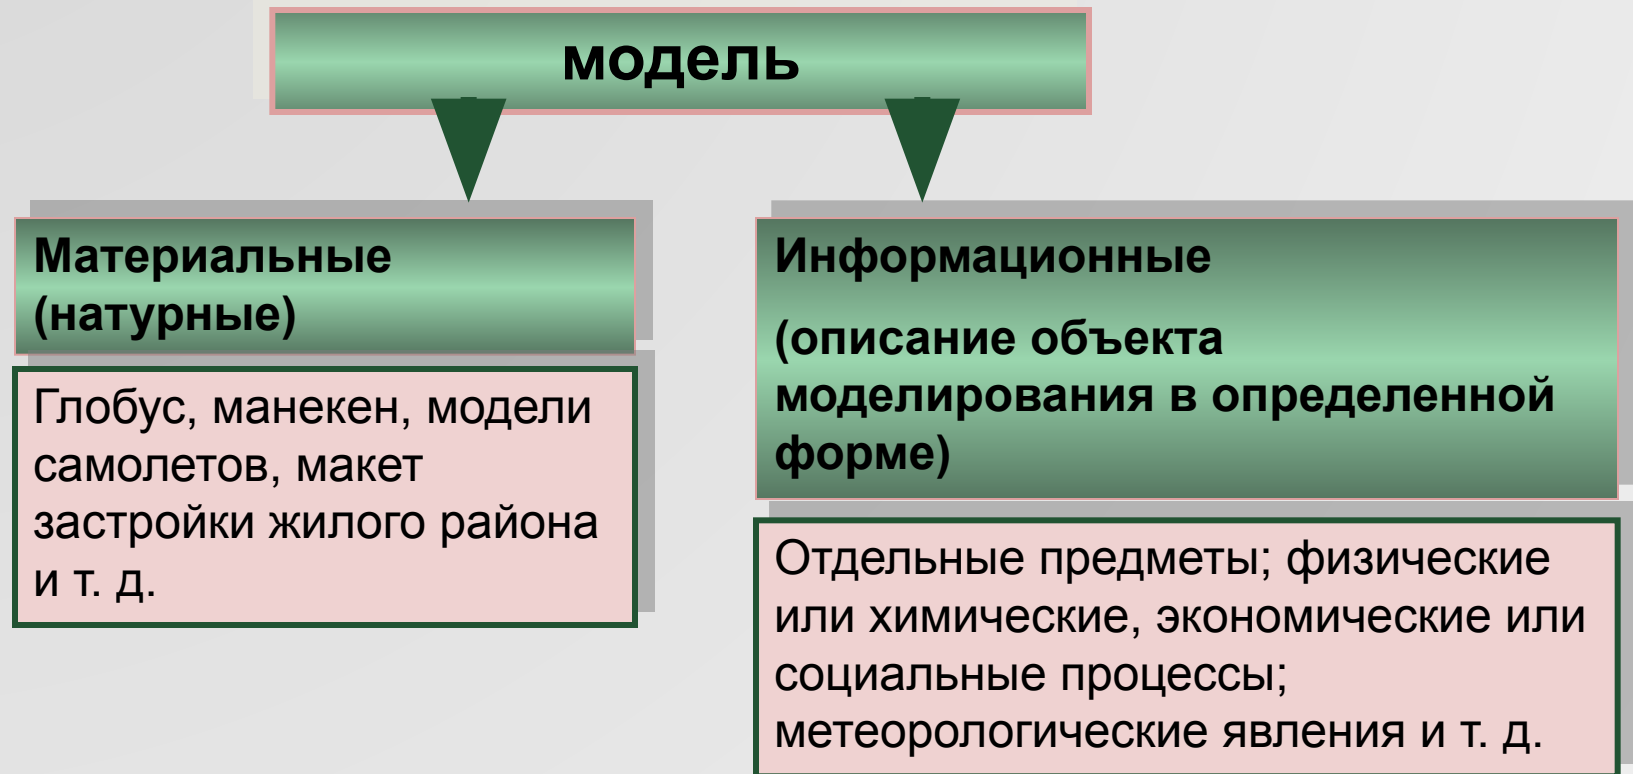 модель
Материальные
(натурные)
Глобус, манекен, модели
самолетов, макет
застройки жилого района
и т. д.
Информационные
(описание объекта
моделирования в определенной
форме)
Отдельные предметы; физические
или химические, экономические или
социальные процессы;
метеорологические явления и т. д.